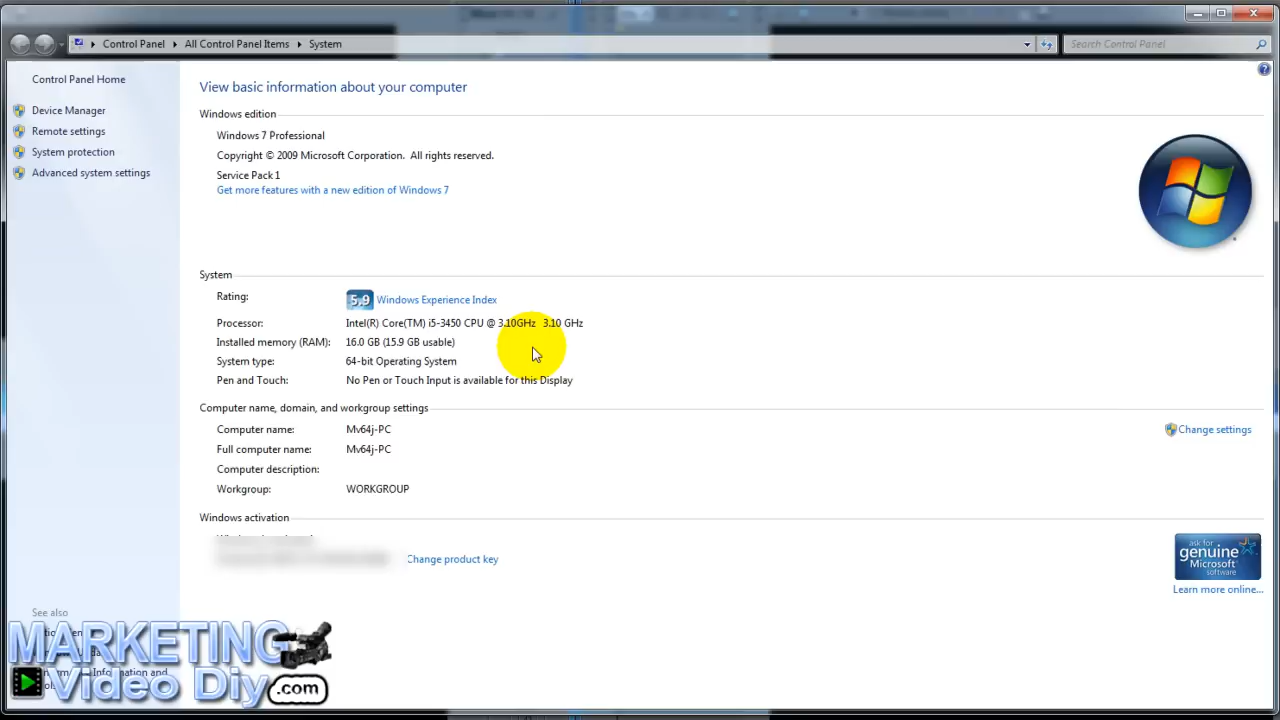 Control Panel
All Control Panel Items
System
Search Control Panel
Control Panel Home
Device Manager
Remote settings
System protection
Advanced system settings
View basic information about your computer
Windows edition
Windows 7 Professional
Copyright © 2009 Microsoft Corporation. All rights reserved.
Service Pack 1
Get more features with a new edition of Windows 7
System
Rating: 5.9 Windows Experience Index
Processor: Intel(R) Core(TM) i5-3450 CPU @ 3.10GHz 3.10 GHz
Installed memory (RAM): 16.0 GB (15.9 GB usable)
System type: 64-bit Operating System
Pen and Touch: No Pen or Touch Input is available for this Display
Computer name, domain, and workgroup settings
Computer name: Mv64j-PC
Change settings
Full computer name: Mv64j-PC
Computer description:
Workgroup: WORKGROUP
Windows activation
Change product key
ask for
genuine
Microsoft
software
Learn more online...
See also
Information and
MARKETING
Video Diy
.com